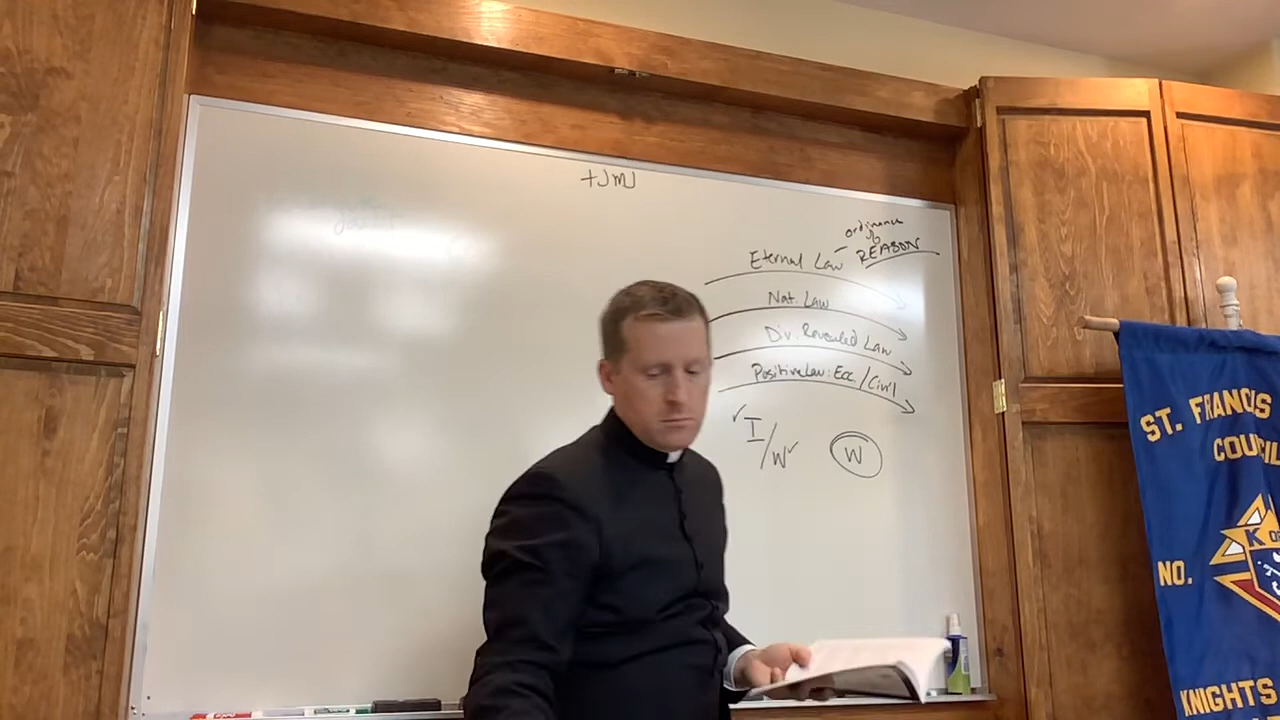 +JMJ
ordinance
of
Eternal Law - REASON
Nat. Law
Div. Revealed Law
Positive Law: Ecc. / Civil
I / W
W
ST. FRANCIS
COUNCIL
NO.
K OF
KNIGHTS